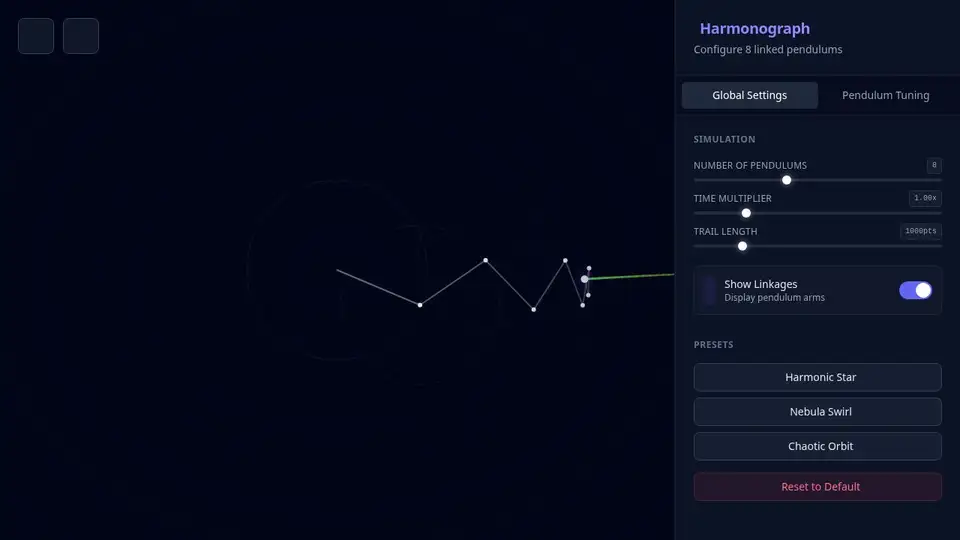 Harmonograph
Configure 8 linked pendulums
Global Settings
Pendulum Tuning
SIMULATION
NUMBER OF PENDULUMS
8
TIME MULTIPLIER
1.00x
TRAIL LENGTH
1000pts
Show Linkages
Display pendulum arms
PRESETS
Harmonic Star
Nebula Swirl
Chaotic Orbit
Reset to Default